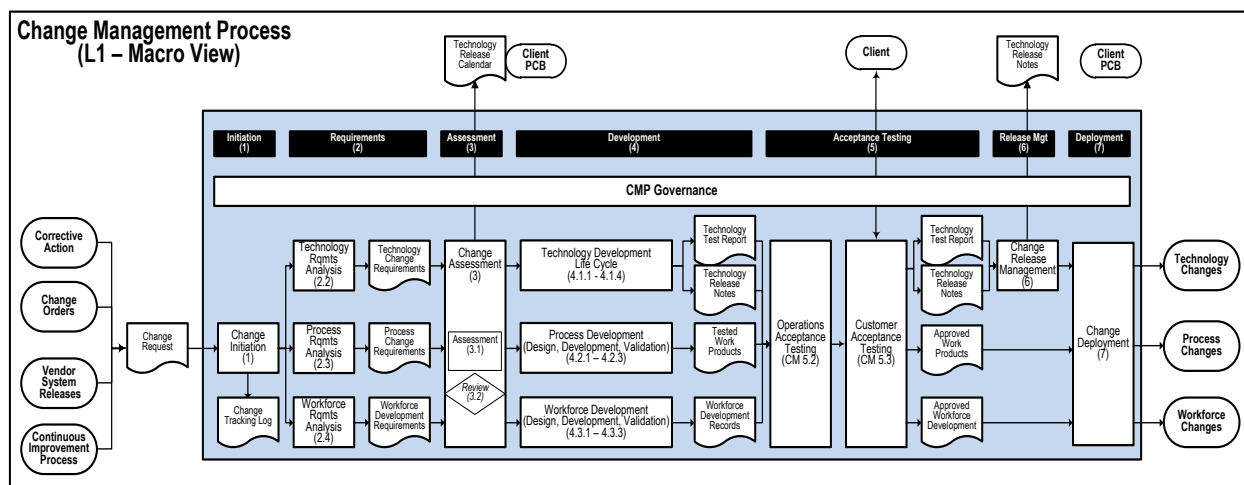 Change Management Process
(L1 – Macro View)
Technology
Release
Calendar
Client
PCB
Client
Technology
Release
Notes
Client
PCB
Initiation
(1)
Requirements
(2)
Assessment
(3)
Development
(4)
Acceptance Testing
(5)
Release Mgt
(6)
Deployment
(7)
CMP Governance
Corrective
Action
Change
Orders
Vendor
System
Releases
Continuous
Improvement
Process
Change
Request
Change
Initiation
(1)
Change
Tracking Log
Technology
Rqmts
Analysis
(2.2)
Process
Rqmts
Analysis
(2.3)
Workforce
Rqmts
Analysis
(2.4)
Technology
Change
Requirements
Process
Change
Requirements
Workforce
Development
Requirements
Change
Assessment
(3)
Assessment
(3.1)
Review
(3.2)
Technology Development
Life Cycle
(4.1.1 - 4.1.4)
Process Development
(Design, Development, Validation)
(4.2.1 – 4.2.3)
Workforce Development
(Design, Development, Validation)
(4.3.1 – 4.3.3)
Technology
Test Report
Technology
Release
Notes
Tested
Work
Products
Workforce
Development
Records
Operations
Acceptance
Testing
(CM 5.2)
Customer
Acceptance
Testing
(CM 5.3)
Technology
Test Report
Technology
Release
Notes
Approved
Work
Products
Approved
Workforce
Development
Change
Release
Management
(6)
Change
Deployment
(7)
Technology
Changes
Process
Changes
Workforce
Changes